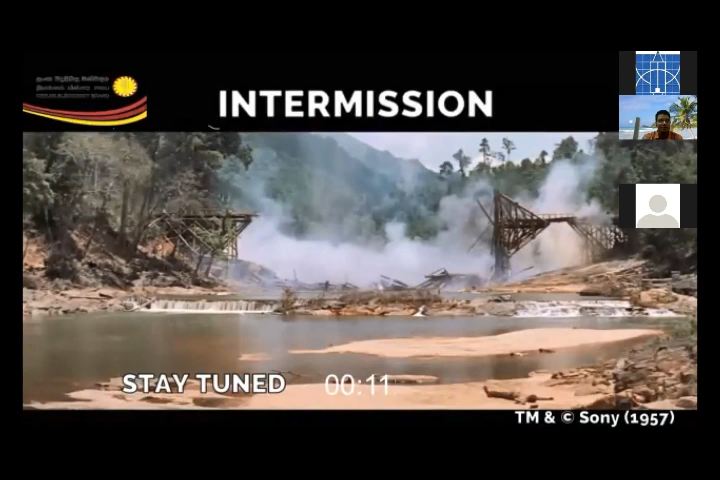 INTERMISSION
STAY TUNED
00:11
TM & © Sony (1957)